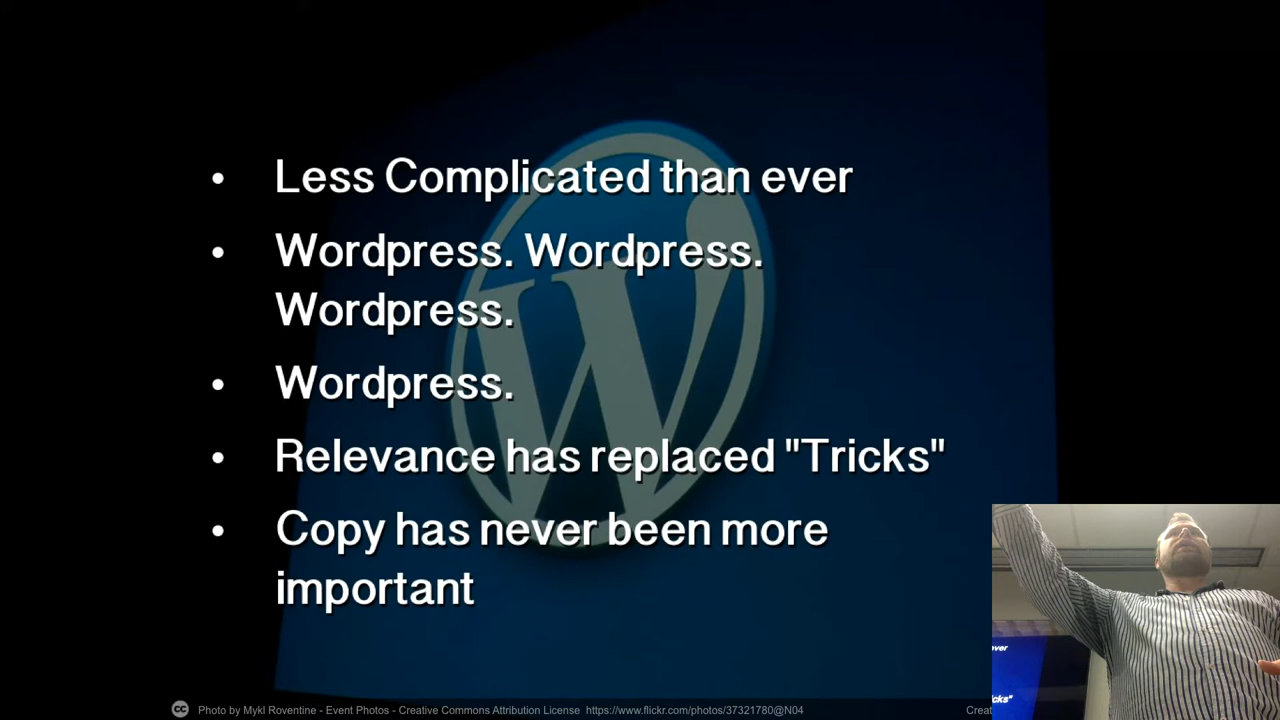 • Less Complicated than ever
• Wordpress. Wordpress.
Wordpress.
• Wordpress.
• Relevance has replaced "Tricks"
• Copy has never been more
important
cc Photo by Mykl Roventine - Event Photos - Creative Commons Attribution License https://www.flickr.com/photos/37321780@N04